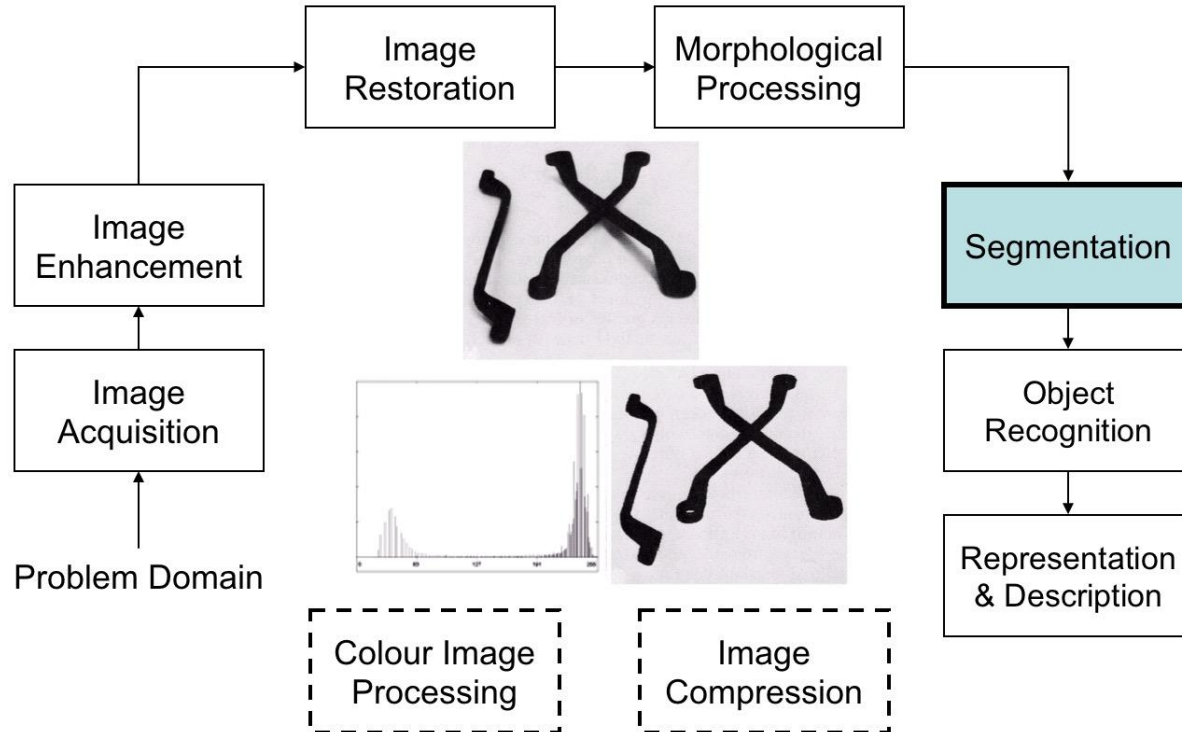 Image
Restoration
Morphological
Processing
Image
Enhancement
Segmentation
Image
Acquisition
Object
Recognition
Problem Domain
Representation
& Description
Colour Image
Processing
Image
Compression